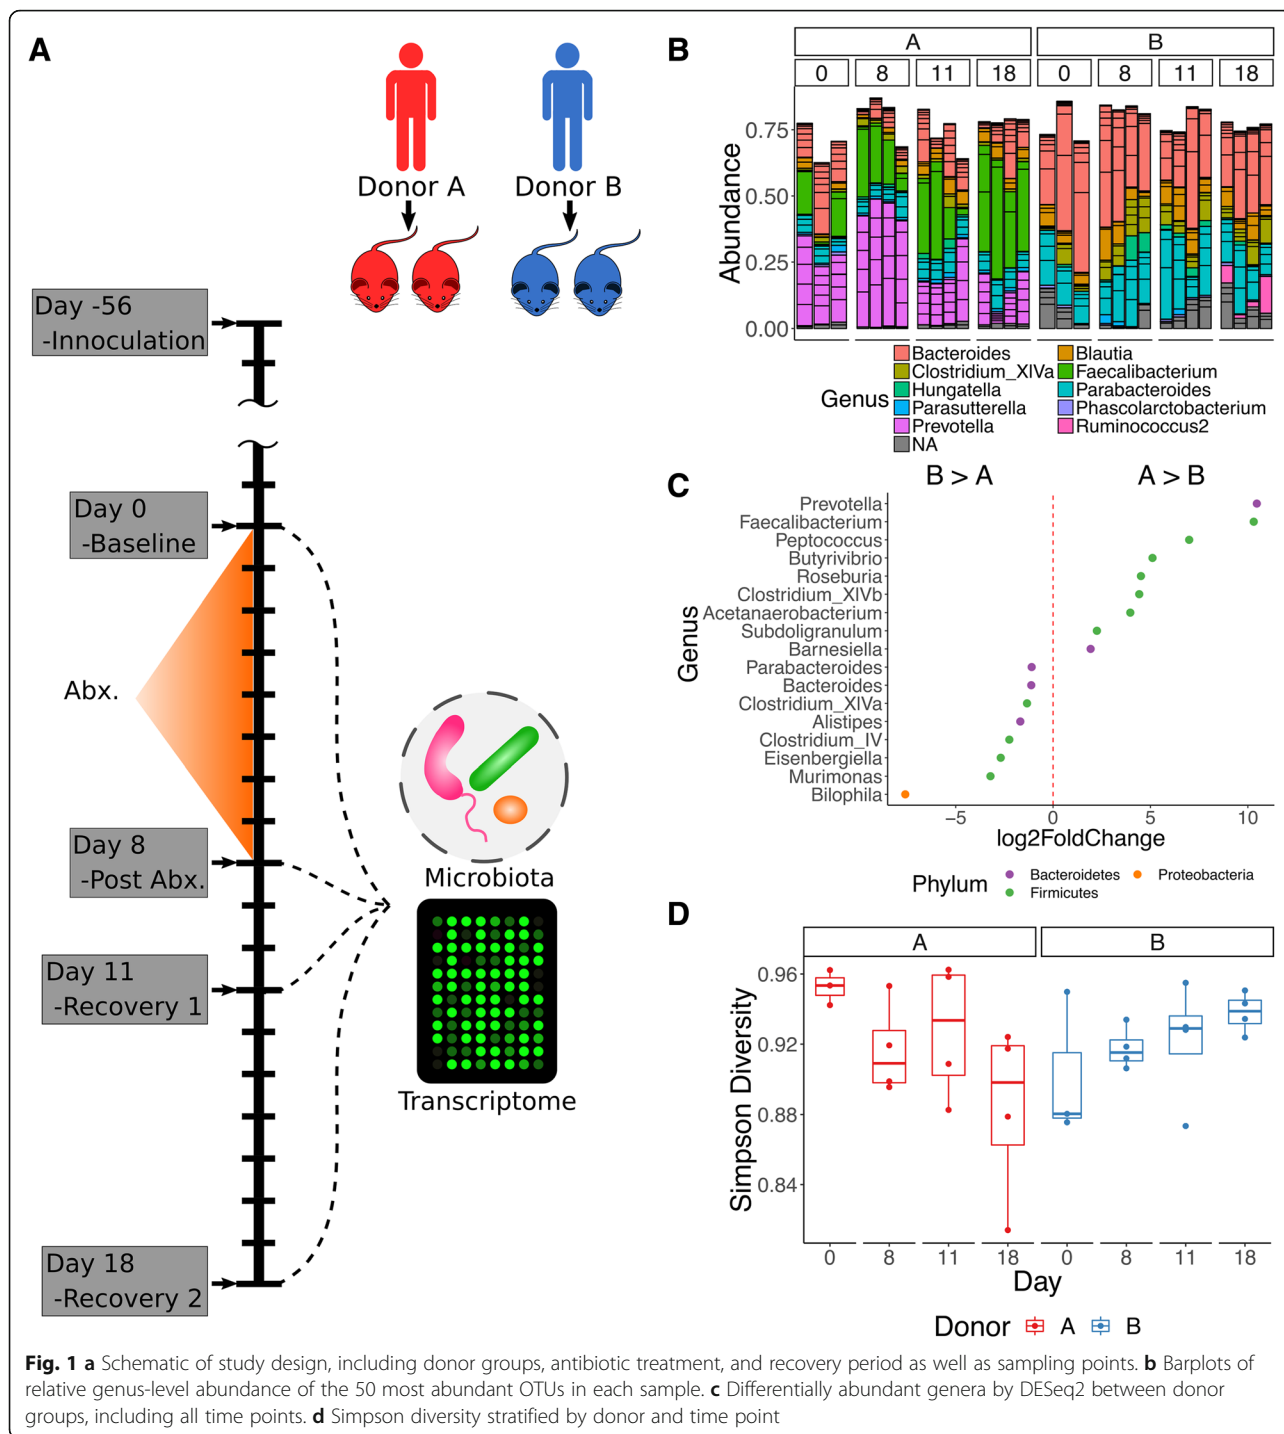 A
Donor A
Donor B
Day -56
-Innoculation
Day 0
-Baseline
Abx.
Day 8
-Post Abx.
Day 11
-Recovery 1
Day 18
-Recovery 2
Microbiota
Transcriptome
B
A B
0 8 11 18 0 8 11 18
Abundance
0.75
0.50
0.25
0.00
Genus
Bacteroides Blautia
Clostridium_XIVa Faecalibacterium
Hungatella Parabacteroides
Parasutterella Phascolarctobacterium
Prevotella Ruminococcus2
NA
C
B > A A > B
Genus
Prevotella
Faecalibacterium
Peptococcus
Butyrivibrio
Roseburia
Clostridium_XIVb
Acetanaerobacterium
Subdoligranulum
Barnesiella
Parabacteroides
Bacteroides
Clostridium_XIVa
Alistipes
Clostridium_IV
Eisenbergiella
Murimonas
Bilophila
−5 0 5 10
log2FoldChange
Phylum
Bacteroidetes Proteobacteria
Firmicutes
D
A B
Simpson Diversity
0.96
0.92
0.88
0.84
0 8 11 18 0 8 11 18
Day
Donor A B
Fig. 1 a Schematic of study design, including donor groups, antibiotic treatment, and recovery period as well as sampling points. b Barplots of
relative genus-level abundance of the 50 most abundant OTUs in each sample. c Differentially abundant genera by DESeq2 between donor
groups, including all time points. d Simpson diversity stratified by donor and time point